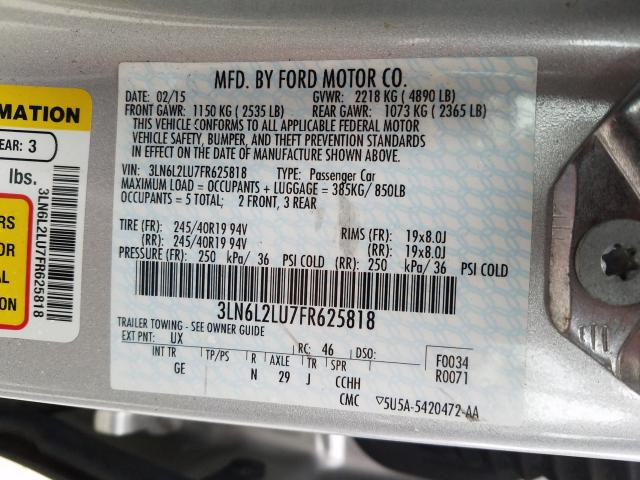 MFD. BY FORD MOTOR CO.
DATE: 02/15 GVWR: 2218 KG ( 4890 LB)
FRONT GAWR: 1150 KG ( 2535 LB) REAR GAWR: 1073 KG ( 2365 LB)
THIS VEHICLE CONFORMS TO ALL APPLICABLE FEDERAL MOTOR
VEHICLE SAFETY, BUMPER, AND THEFT PREVENTION STANDARDS
IN EFFECT ON THE DATE OF MANUFACTURE SHOWN ABOVE.
VIN: 3LN6L2LU7FR625818 TYPE: Passenger Car
MAXIMUM LOAD = OCCUPANTS + LUGGAGE = 385KG/ 850LB
OCCUPANTS = 5 TOTAL; 2 FRONT, 3 REAR
TIRE (FR): 245/40R19 94V RIMS (FR): 19x8.0J
(RR): 245/40R19 94V (RR): 19x8.0J
PRESSURE (FR): 250 kPa/ 36 PSI COLD (RR): 250 kPa/ 36 PSI COLD
3LN6L2LU7FR625818
TRAILER TOWING - SEE OWNER GUIDE
EXT PNT: UX RC: 46 DSO: F0034
R0071
INT TR TP/PS R AXLE TR SPR
GE N 29 J CCHH
CMC ▽5U5A-5420472-AA
RMATION
EAR: 3
lbs.
3LN6L2LU7FR625818
RS
OR
AL
ION